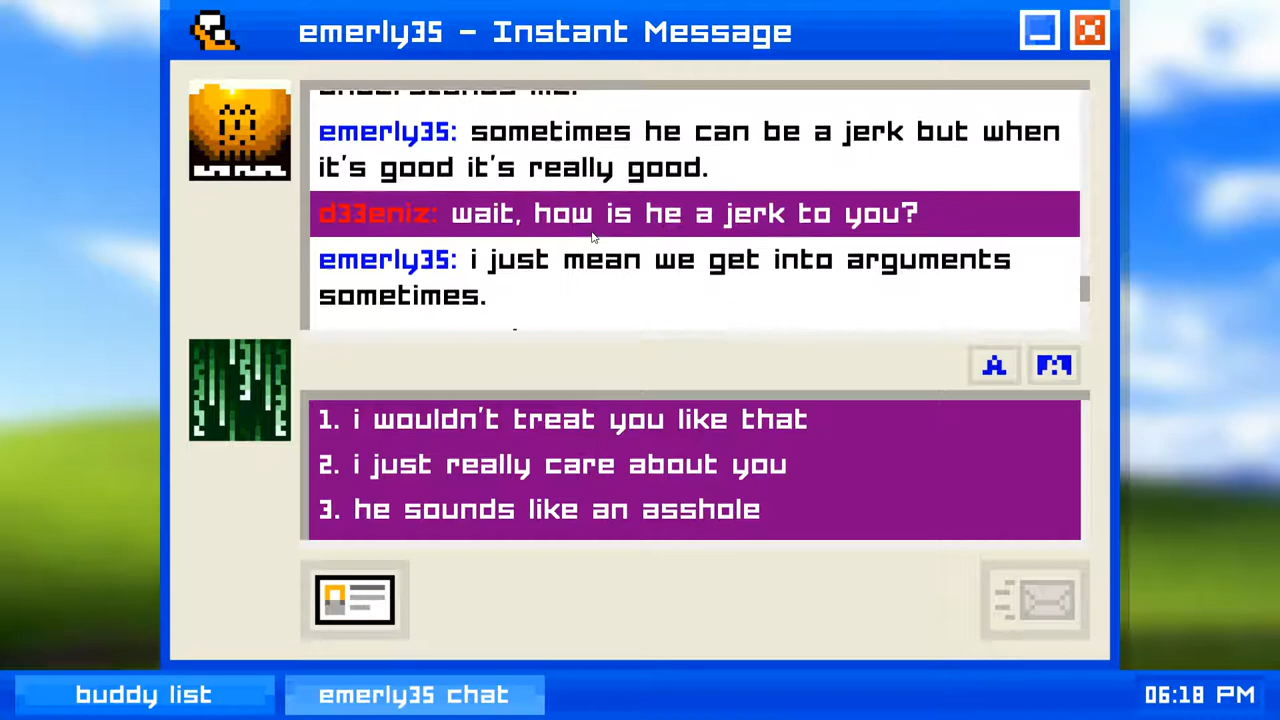 emerly35 - Instant Message
understands me.
emerly35: sometimes he can be a jerk but when
it's good it's really good.
d33eniz: wait, how is he a jerk to you?
emerly35: i just mean we get into arguments
sometimes.
A
1. i wouldn't treat you like that
2. i just really care about you
3. he sounds like an asshole
buddy list
emerly35 chat
06:18 PM